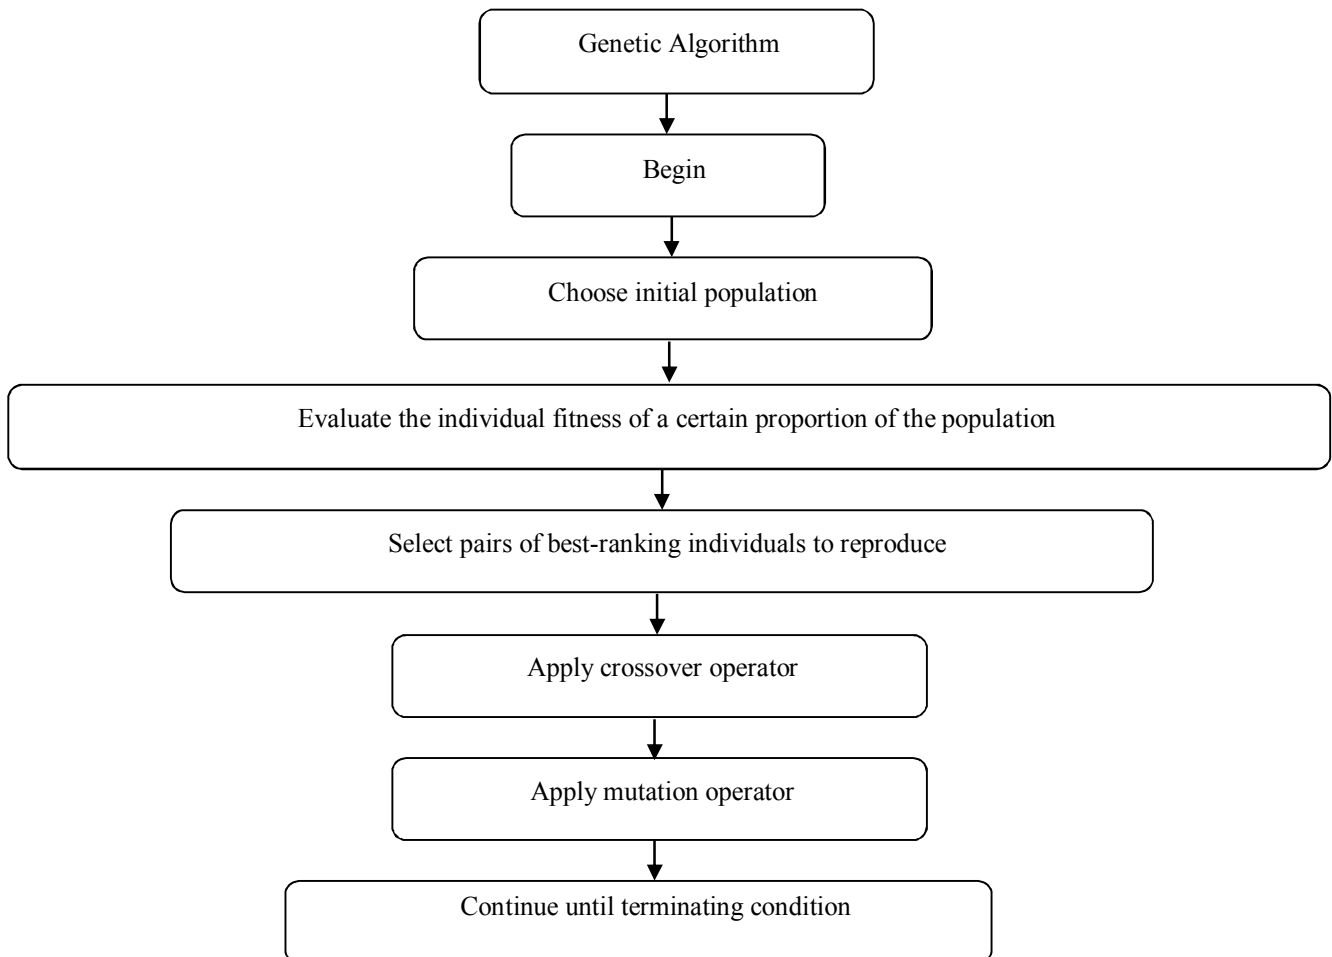 Genetic Algorithm
Begin
Choose initial population
Evaluate the individual fitness of a certain proportion of the population
Select pairs of best-ranking individuals to reproduce
Apply crossover operator
Apply mutation operator
Continue until terminating condition